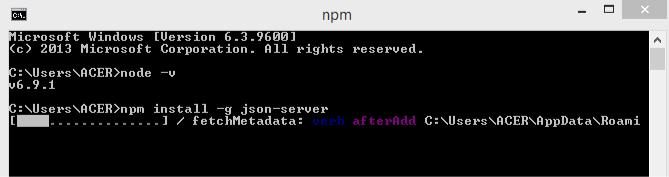 npm
Microsoft Windows [Version 6.3.9600]
(c) 2013 Microsoft Corporation. All rights reserved.
C:\Users\ACER>node -v
v6.9.1
C:\Users\ACER>npm install -g json-server
[ ...............] / fetchMetadata: verb afterAdd C:\Users\ACER\AppData\Roami